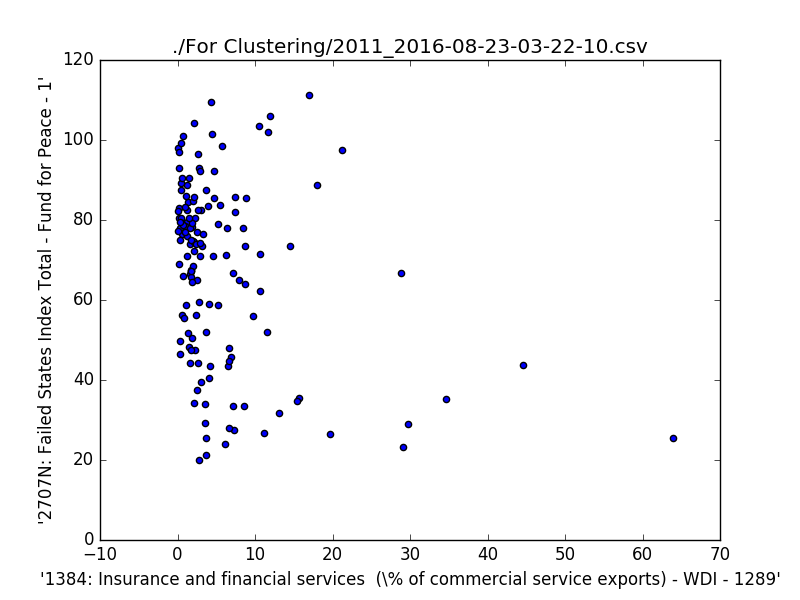 ./For Clustering/2011_2016-08-23-03-22-10.csv
'2707N: Failed States Index Total - Fund for Peace - 1'
120
100
80
60
40
20
0
−10 0 10 20 30 40 50 60 70
'1384: Insurance and financial services (\% of commercial service exports) - WDI - 1289'